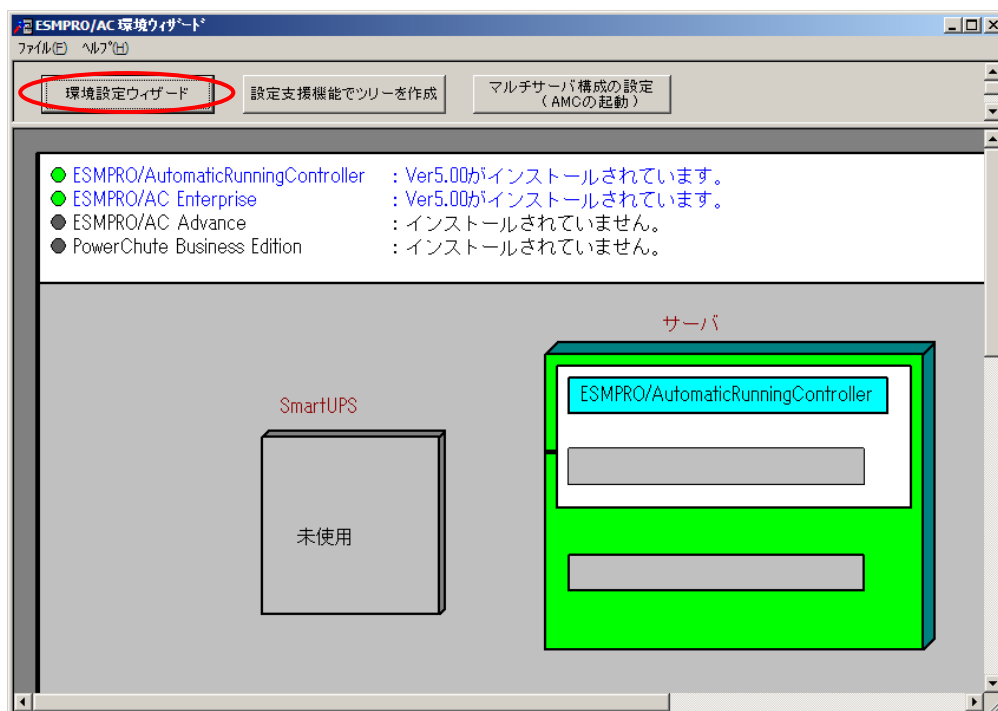 ESMPRO/AC 環境ウィザード
ファイル(F) ヘルプ(H)
環境設定ウィザード 設定支援機能でツリーを作成 マルチサーバ構成の設定
(AMCの起動)
ESMPRO/AutomaticRunningController : Ver5.00がインストールされています。
ESMPRO/AC Enterprise : Ver5.00がインストールされています。
ESMPRO/AC Advance : インストールされていません。
PowerChute Business Edition : インストールされていません。
サーバ
ESMPRO/AutomaticRunningController
SmartUPS
未使用